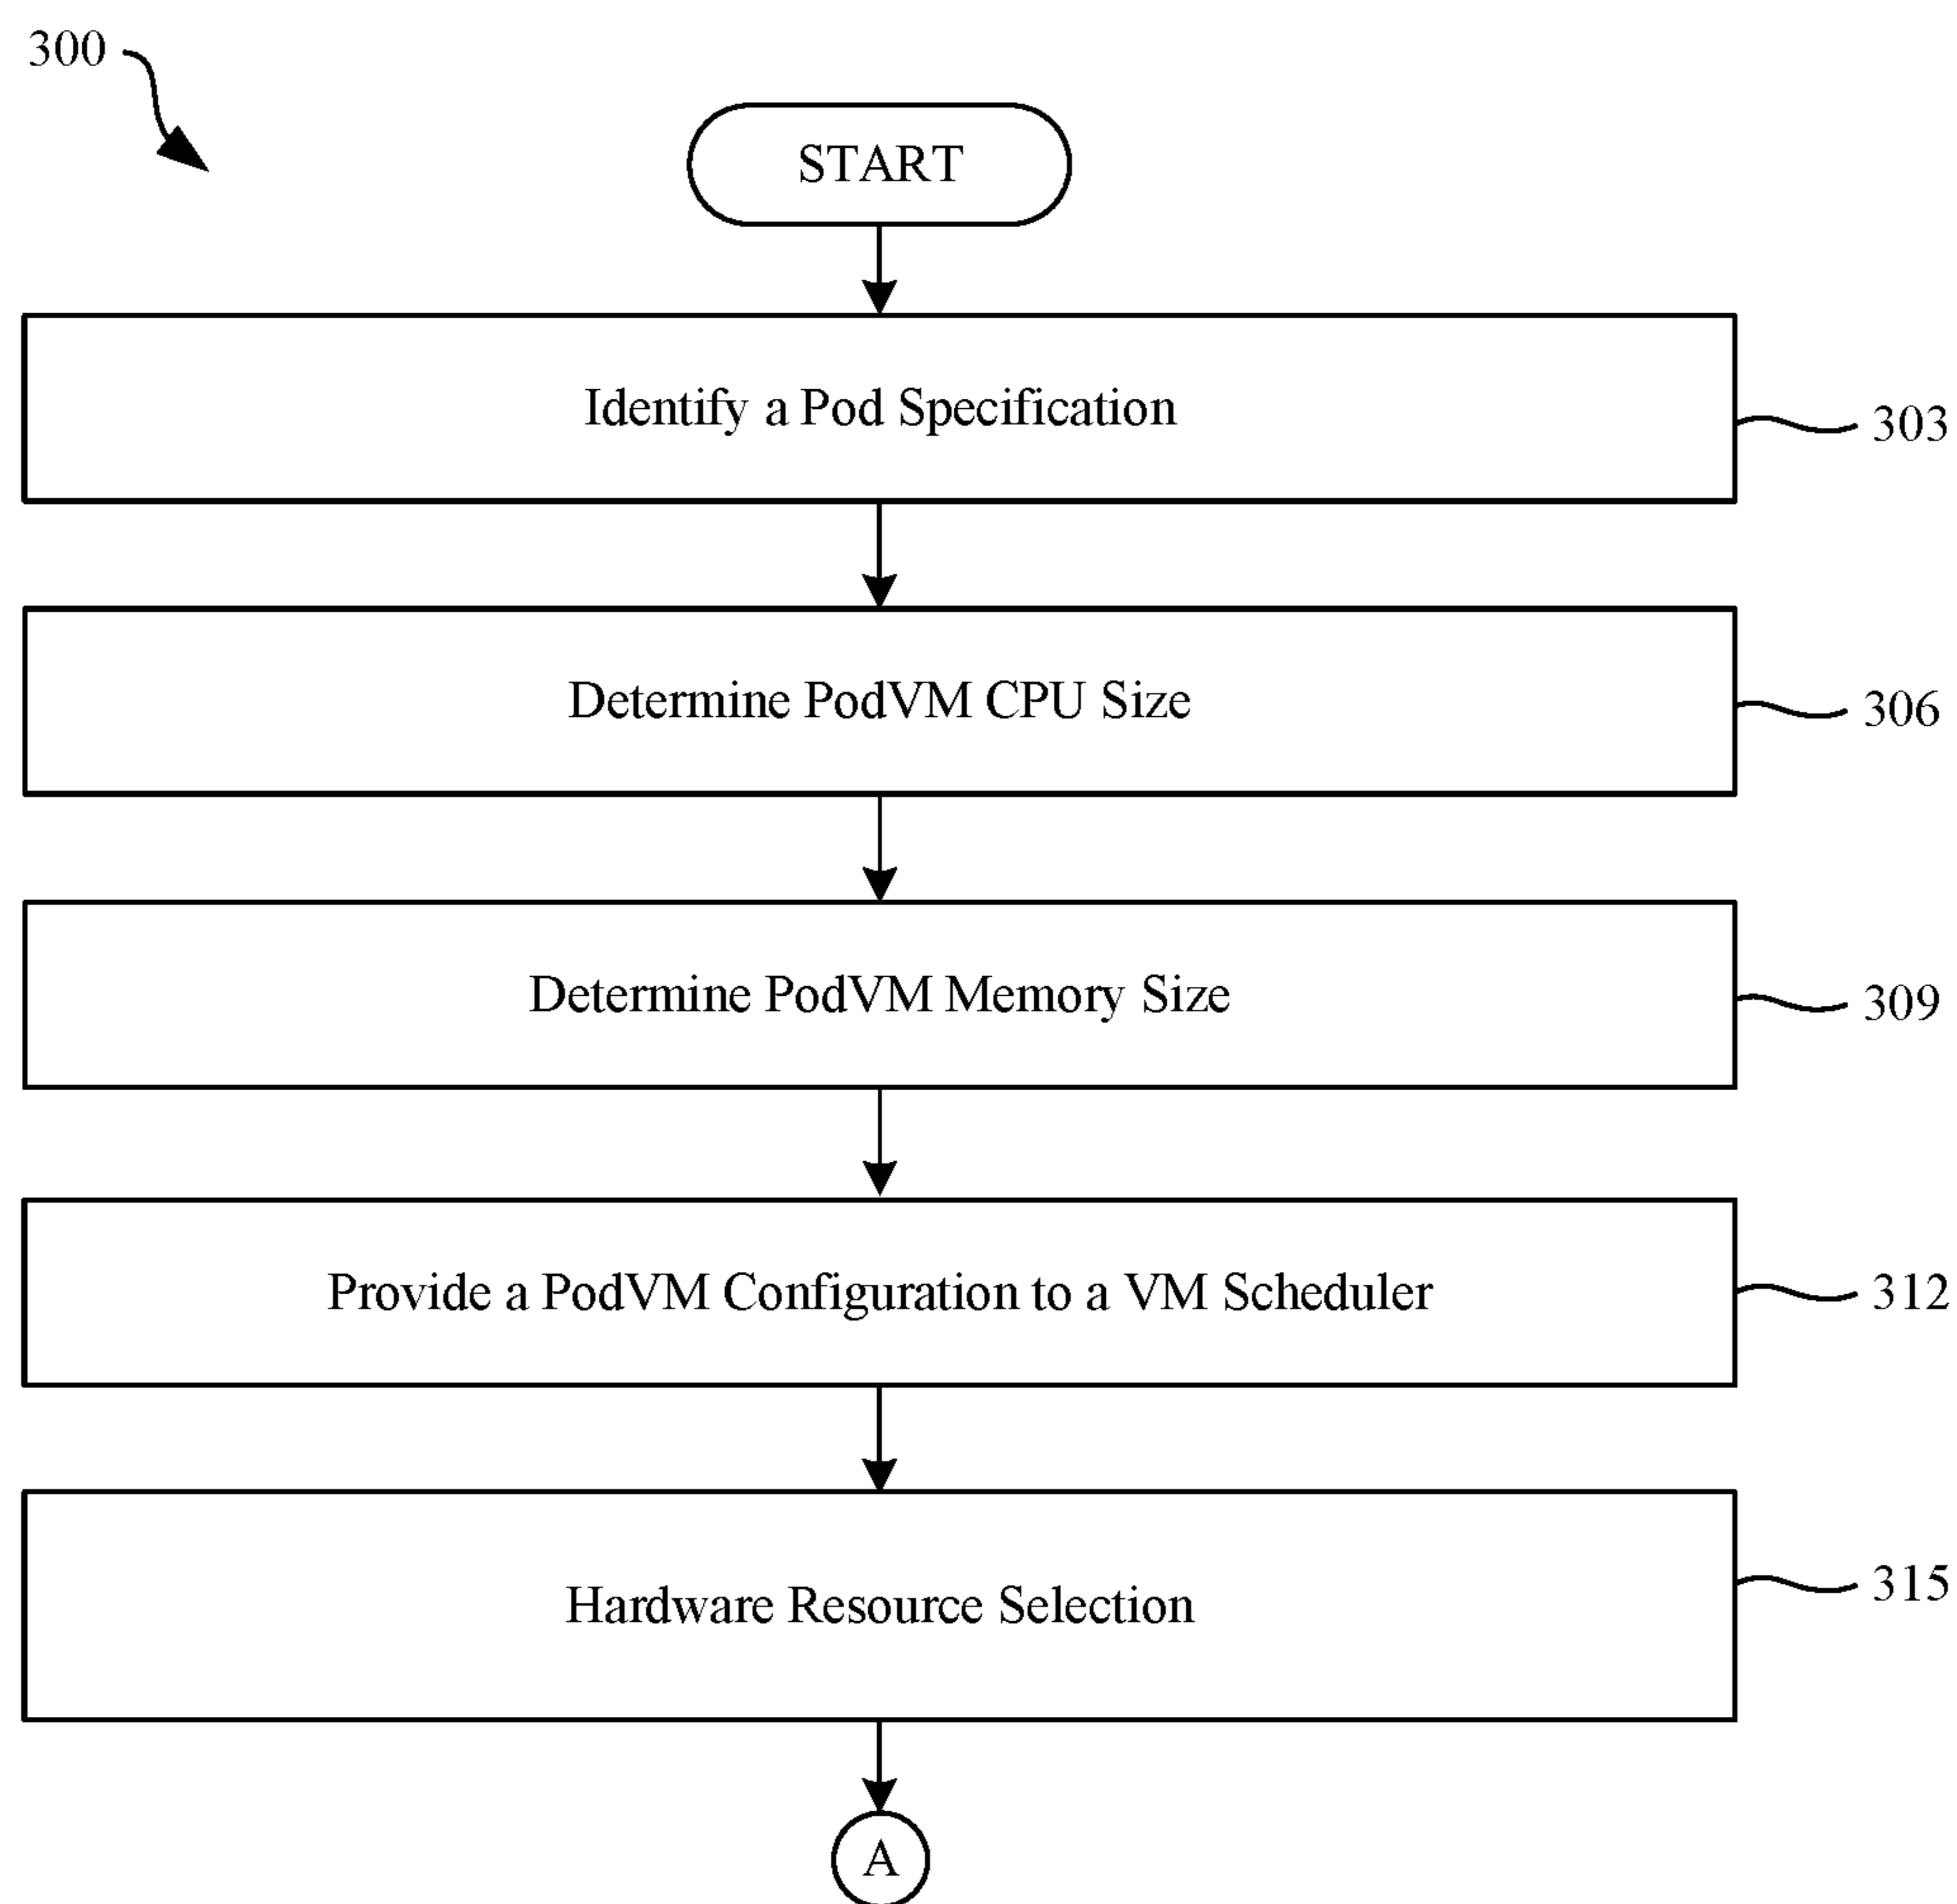 300
START
Identify a Pod Specification
303
Determine PodVM CPU Size
306
Determine PodVM Memory Size
309
Provide a PodVM Configuration to a VM Scheduler
312
Hardware Resource Selection
315
A